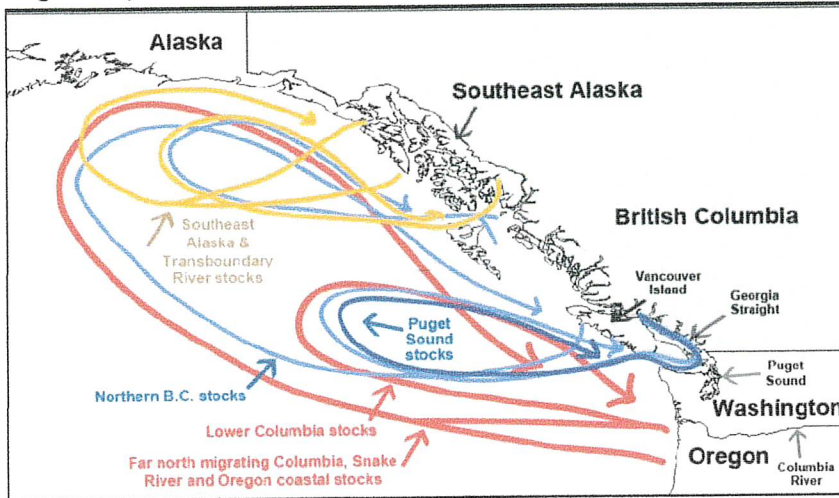 Alaska
Southeast Alaska
British Columbia
Southeast
Alaska &
Transboundary
River stocks
Vancouver
Island
Georgia
Straight
Puget
Sound
stocks
Puget
Sound
Northern B.C. stocks
Washington
Lower Columbia stocks
Far north migrating Columbia, Snake
River and Oregon coastal stocks
Oregon
Columbia
River